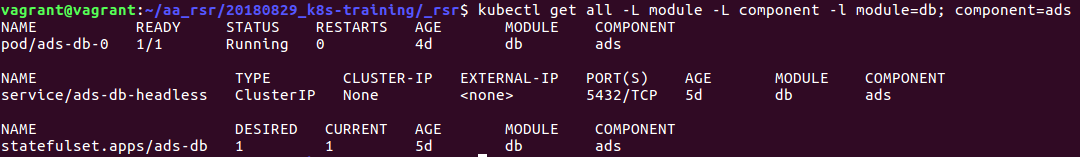 vagrant@vagrant:~/aa_rsr/20180829_k8s-training/_rsr$ kubectl get all -L module -L component -l module=db; component=ads
NAME READY STATUS RESTARTS AGE MODULE COMPONENT
pod/ads-db-0 1/1 Running 0 4d db ads
NAME TYPE CLUSTER-IP EXTERNAL-IP PORT(S) AGE MODULE COMPONENT
service/ads-db-headless ClusterIP None <none> 5432/TCP 5d db ads
NAME DESIRED CURRENT AGE MODULE COMPONENT
statefulset.apps/ads-db 1 1 5d db ads